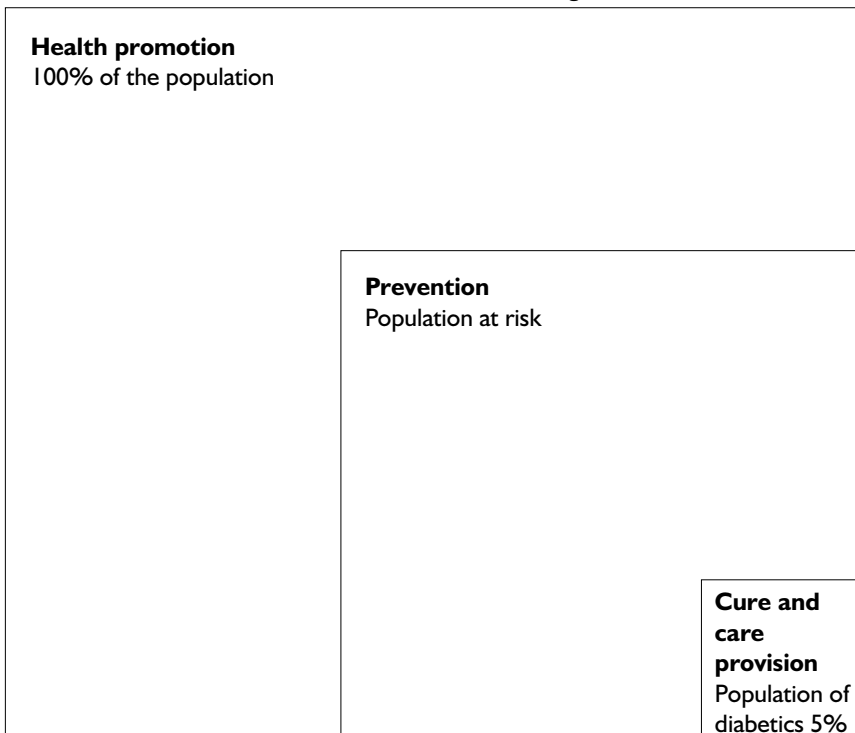 Health promotion
100% of the population
Prevention
Population at risk
Cure and
care
provision
Population of
diabetics 5%